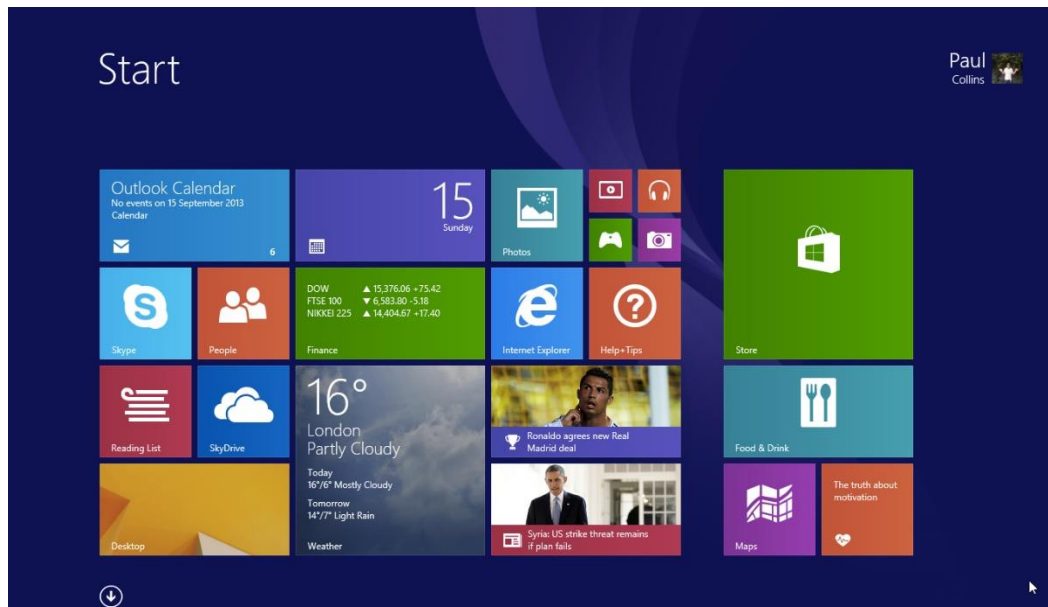 Start
Paul
Collins
Outlook Calendar
No events on 15 September 2013
Calendar
6
15
Sunday
Photos
Skype
People
DOW ▲ 15,376.06 +75.42
FTSE 100 ▼ 6,583.80 -5.18
NIKKEI 225 ▲ 14,404.67 +17.40
Finance
Internet Explorer
Help+Tips
Store
Reading List
SkyDrive
16°
London
Partly Cloudy
Today
16°/6° Mostly Cloudy
Tomorrow
14°/7° Light Rain
Weather
Ronaldo agrees new Real
Madrid deal
Food & Drink
Desktop
Syria: US strike threat remains
if plan fails
Maps
The truth about
motivation